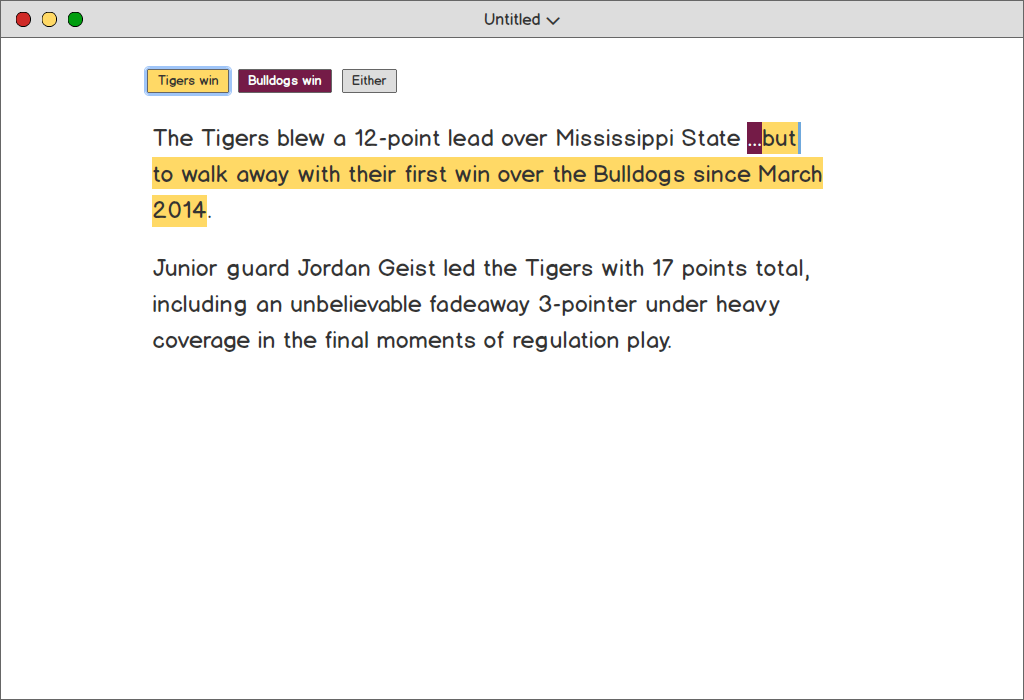 Untitled
Tigers win Bulldogs win Either
The Tigers blew a 12-point lead over Mississippi State ...but
to walk away with their first win over the Bulldogs since March
2014.
Junior guard Jordan Geist led the Tigers with 17 points total,
including an unbelievable fadeaway 3-pointer under heavy
coverage in the final moments of regulation play.